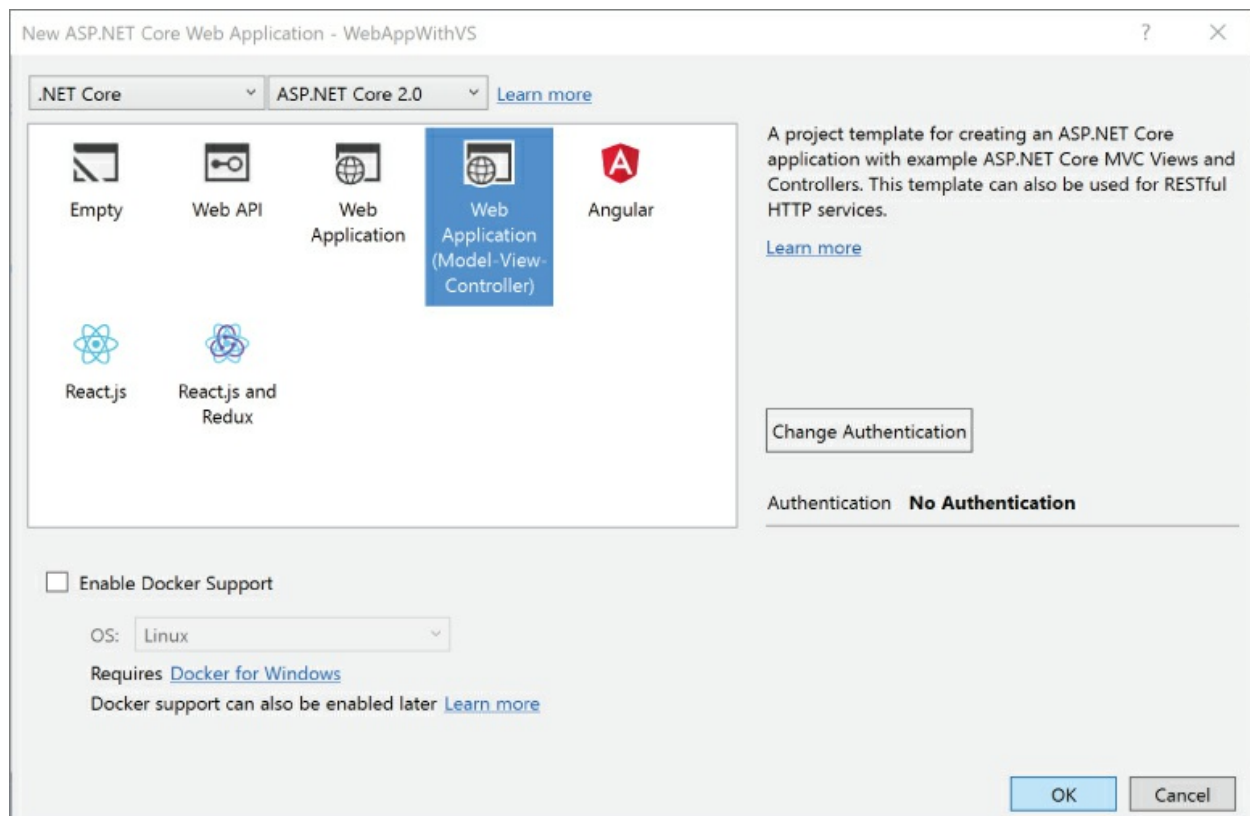 New ASP.NET Core Web Application - WebAppWithVS
?
.NET Core
ASP.NET Core 2.0
Learn more
Empty
Web API
Web
Application
Web
Application
(Model-View-
Controller)
Angular
React.js
React.js and
Redux
A project template for creating an ASP.NET Core
application with example ASP.NET Core MVC Views and
Controllers. This template can also be used for RESTful
HTTP services.
Learn more
Change Authentication
Authentication No Authentication
Enable Docker Support
OS: Linux
Requires Docker for Windows
Docker support can also be enabled later Learn more
OK
Cancel